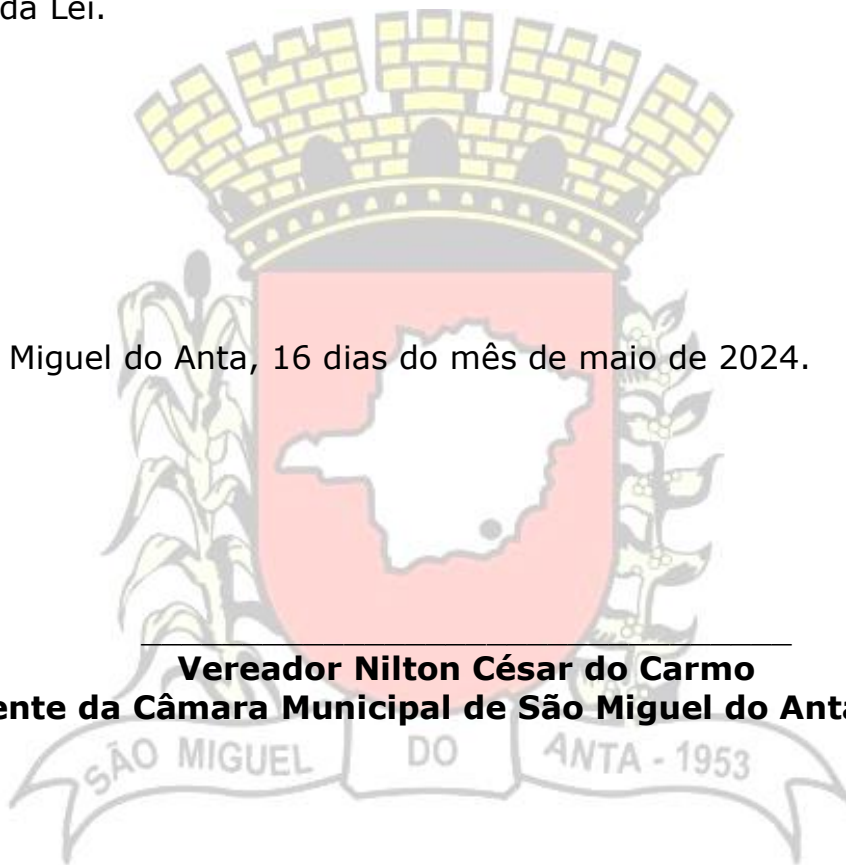 da Lei.
Miguel do Anta, 16 dias do mês de maio de 2024.
Vereador Nilton César do Carmo
ente da Câmara Municipal de São Miguel do Anta
SÃO MIGUEL DO ANTA - 1953